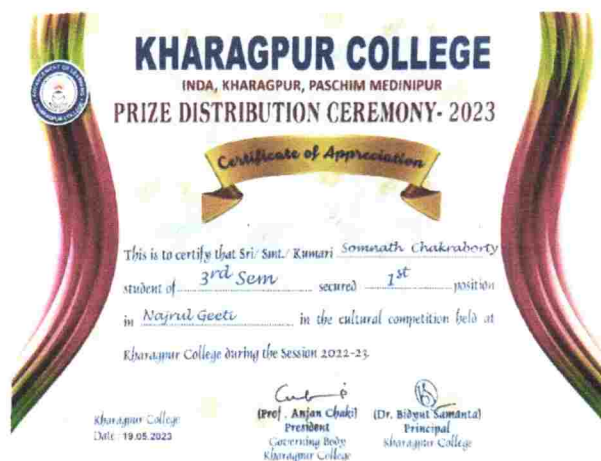 KHARAGPUR COLLEGE
INDA, KHARAGPUR, PASCHIM MEDINIPUR
PRIZE DISTRIBUTION CEREMONY- 2023
Certificate of Appreciation
This is to certify that Sri/ Smt./ Kumari Somnath Chakraborty
student of 3rd Sem secured 1st position
in Najrul Geeti in the cultural competition held at
Kharagpur College during the Session 2022-23.
Kharagpur College
Date : 19.05.2023
(Prof. Anjan Chaki)
President
Governing Body
Kharagpur College
(Dr. Bidyut Samanta)
Principal
Kharagpur College